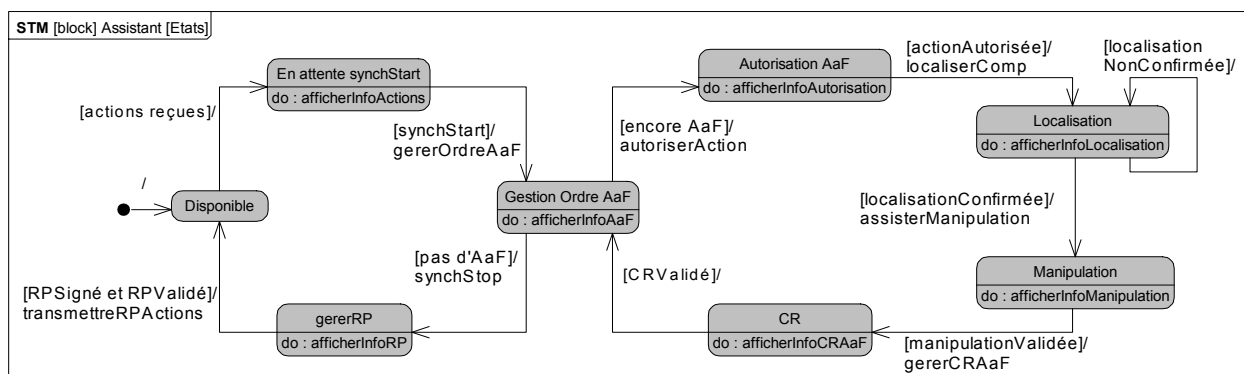 STM [block] Assistant [Etats]
En attente synchStart
do : afficherInfoActions
[actions reçues]/
[synchStart]/
gererOrdreAaF
/
Disponible
Gestion Ordre AaF
do : afficherInfoAaF
[encore AaF]/
autoriserAction
Autorisation AaF
do : afficherInfoAutorisation
[actionAutorisée]/
localiserComp
[localisation
NonConfirmée]/
Localisation
do : afficherInfoLocalisation
[localisationConfirmée]/
assisterManipulation
Manipulation
do : afficherInfoManipulation
[manipulationValidée]/
gererCRAaF
CR
do : afficherInfoCRAaF
[CRValidé]/
[pas d'AaF]/
synchStop
gererRP
do : afficherInfoRP
[RPSigné et RPValidé]/
transmettreRPActions